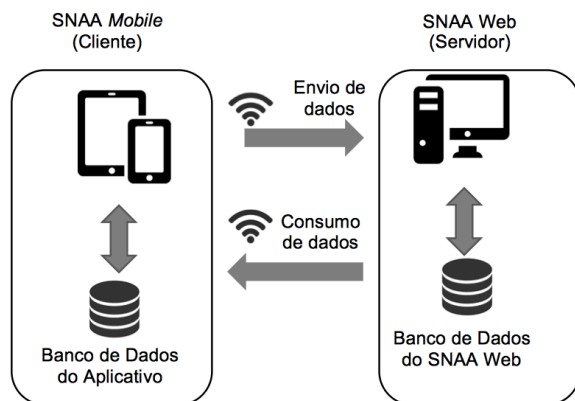 SNAA Mobile
(Cliente)
SNAA Web
(Servidor)
Envio de
dados
Consumo
de dados
Banco de Dados
do Aplicativo
Banco de Dados
do SNAA Web